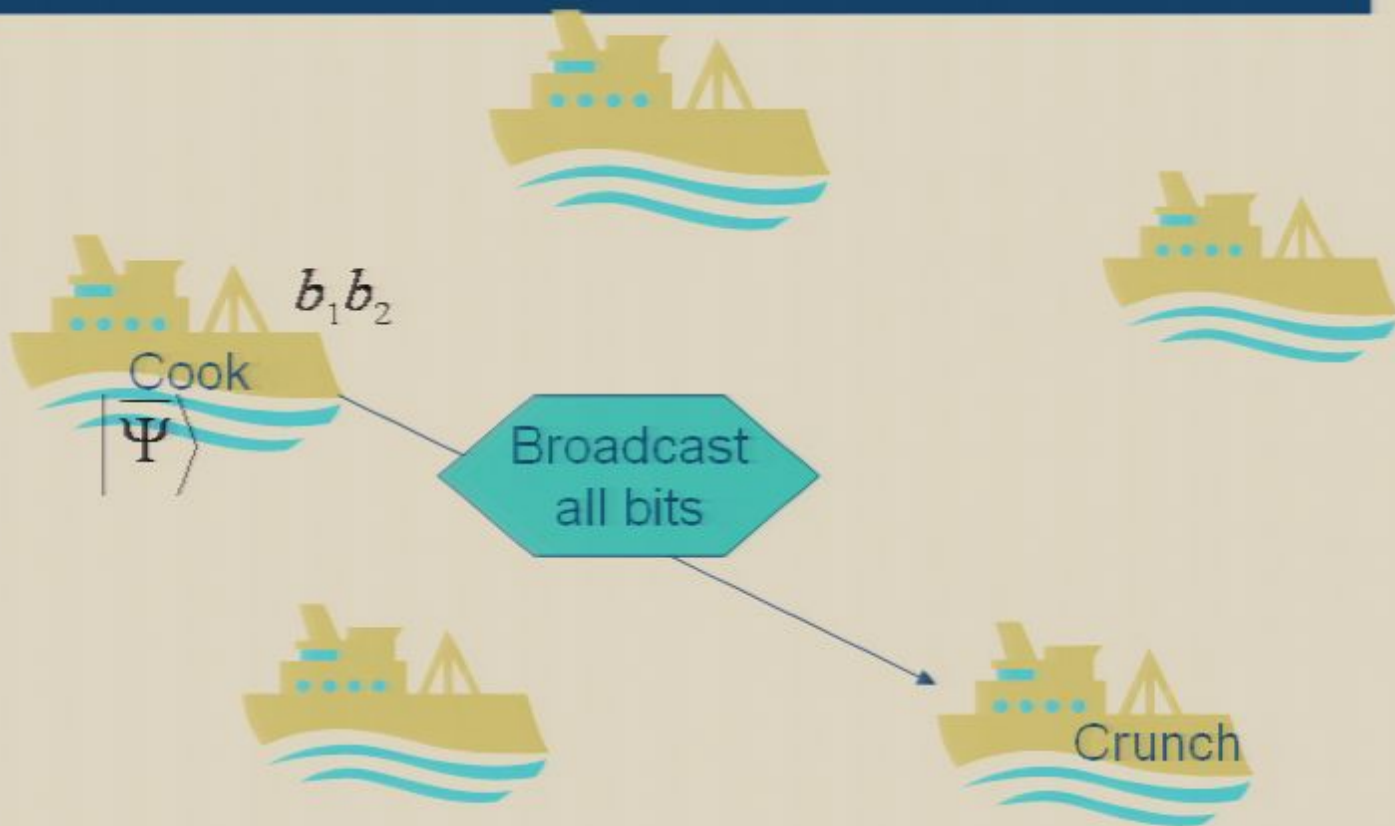 b₁b₂
Cook
|Ψ̅⟩
Broadcast
all bits
Crunch